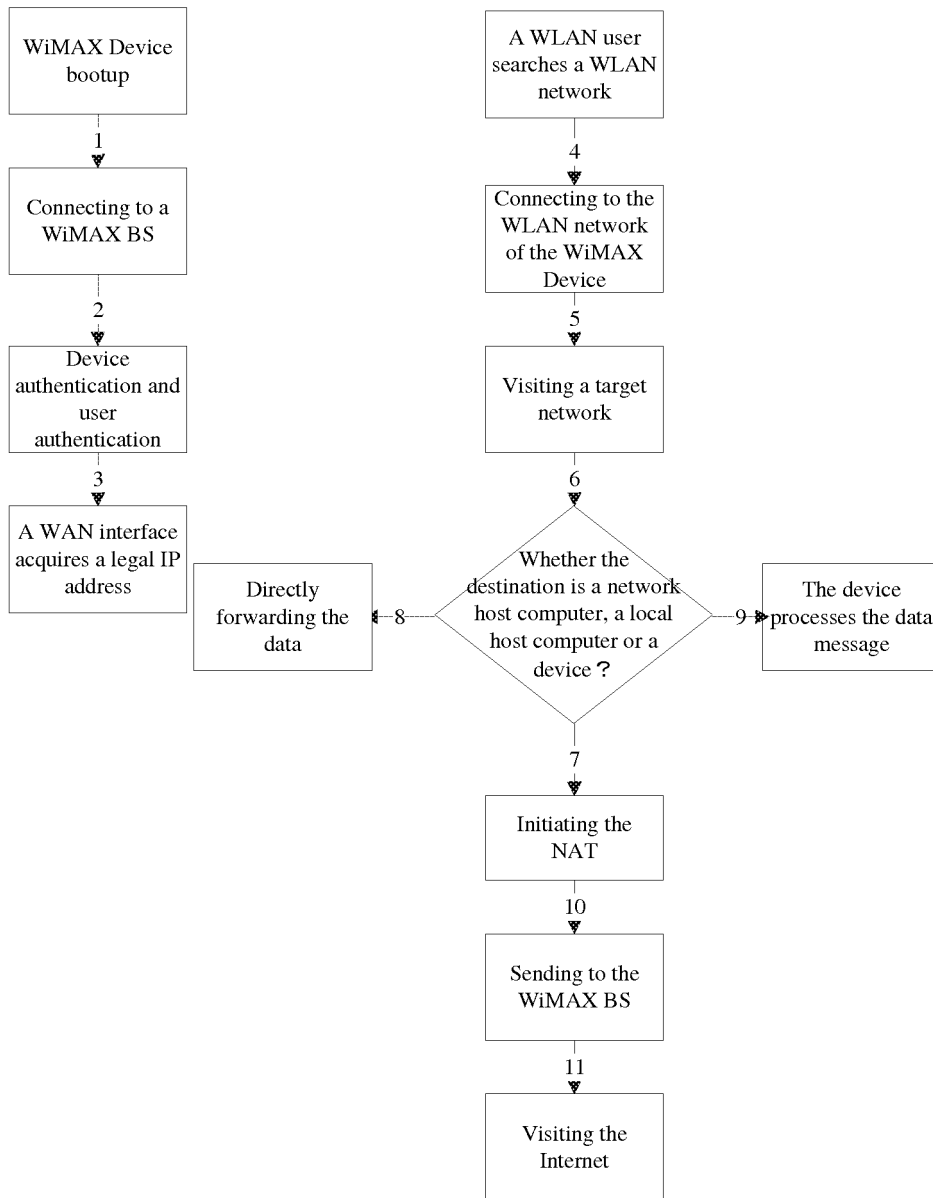 WiMAX Device
bootup
1
Connecting to a
WiMAX BS
2
Device
authentication and
user
authentication
3
A WAN interface
acquires a legal IP
address
A WLAN user
searches a WLAN
network
4
Connecting to the
WLAN network
of the WiMAX
Device
5
Visiting a target
network
6
Whether the
destination is a network
host computer, a local
host computer or a
device ?
8
Directly
forwarding the
data
9
The device
processes the data
message
7
Initiating the
NAT
10
Sending to the
WiMAX BS
11
Visiting the
Internet